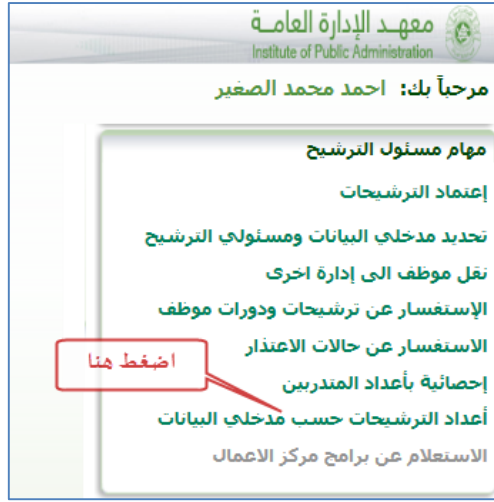 معهـد الإدارة العامـة
Institute of Public Administration
مرحباً بك: احمد محمد الصغير
مهام مسئول الترشيح
إعتماد الترشيحات
تحديد مدخلي البيانات ومسئولي الترشيح
نقل موظف الى إدارة اخرى
الإستفسار عن ترشيحات ودورات موظف
الاستفسار عن حالات الاعتذار
اضغط هنا
إحصائية بأعداد المتدربين
أعداد الترشيحات حسب مدخلي البيانات
الاستعلام عن برامج مركز الاعمال